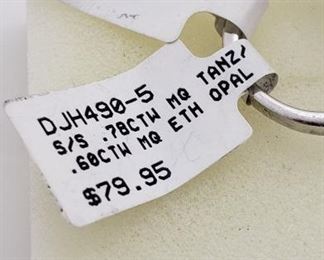 DJH490-5
S/S .78CTW MQ TANZ/
.60CTW MQ ETH OPAL
$79.95